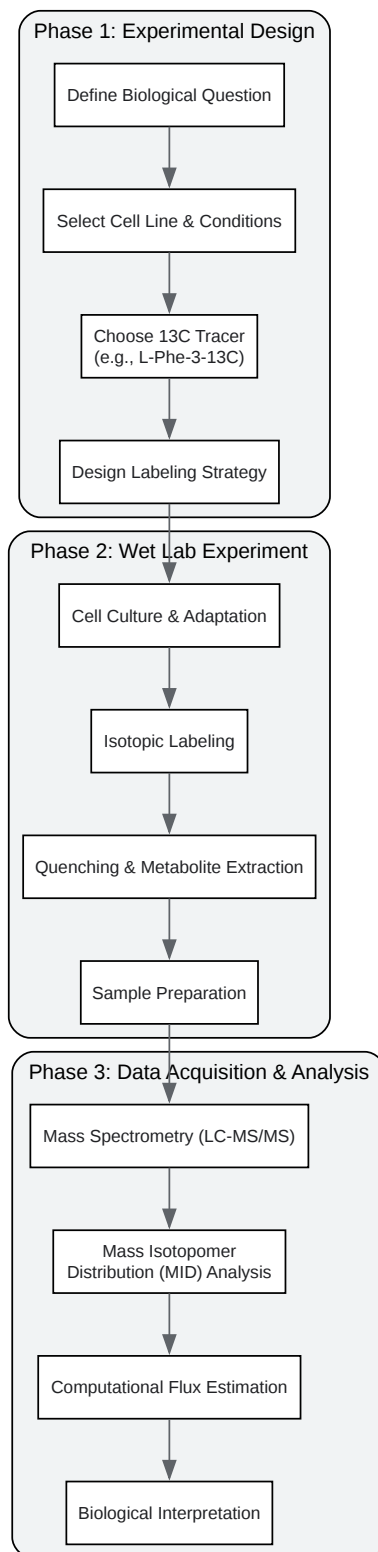 Phase 1: Experimental Design
Define Biological Question
Select Cell Line & Conditions
Choose 13C Tracer
(e.g., L-Phe-3-13C)
Design Labeling Strategy
Phase 2: Wet Lab Experiment
Cell Culture & Adaptation
Isotopic Labeling
Quenching & Metabolite Extraction
Sample Preparation
Phase 3: Data Acquisition & Analysis
Mass Spectrometry (LC-MS/MS)
Mass Isotopomer
Distribution (MID) Analysis
Computational Flux Estimation
Biological Interpretation